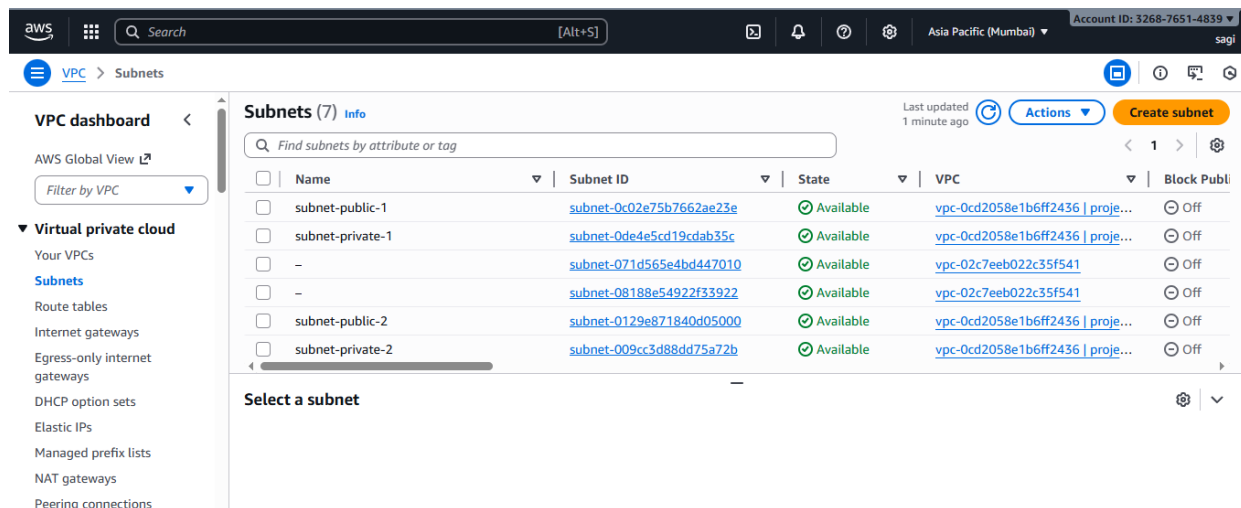 aws Search [Alt+S] Asia Pacific (Mumbai) ▼ Account ID: 3268-7651-4839 ▼
sagi
VPC > Subnets
VPC dashboard
AWS Global View
Filter by VPC
Virtual private cloud
Your VPCs
Subnets
Route tables
Internet gateways
Egress-only internet
gateways
DHCP option sets
Elastic IPs
Managed prefix lists
NAT gateways
Peering connections
Subnets (7) Info
Last updated
1 minute ago
Actions ▼
Create subnet
Find subnets by attribute or tag
1
Name Subnet ID State VPC Block Publi
subnet-public-1 subnet-0c02e75b7662ae23e Available vpc-0cd2058e1b6ff2436 | proje... Off
subnet-private-1 subnet-0de4e5cd19cdab35c Available vpc-0cd2058e1b6ff2436 | proje... Off
– subnet-071d565e4bd447010 Available vpc-02c7eeb022c35f541 Off
– subnet-08188e54922f33922 Available vpc-02c7eeb022c35f541 Off
subnet-public-2 subnet-0129e871840d05000 Available vpc-0cd2058e1b6ff2436 | proje... Off
subnet-private-2 subnet-009cc3d88dd75a72b Available vpc-0cd2058e1b6ff2436 | proje... Off
Select a subnet